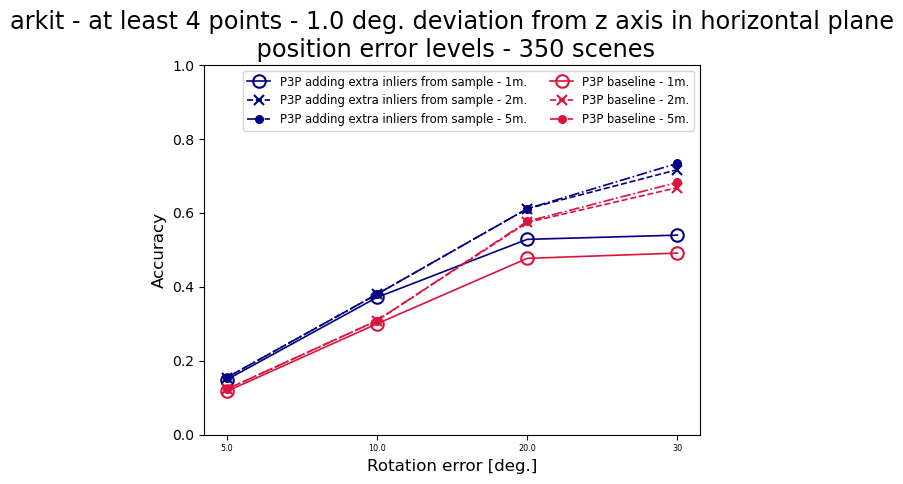 arkit - at least 4 points - 1.0 deg. deviation from z axis in horizontal plane
position error levels - 350 scenes
P3P adding extra inliers from sample - 1m.
P3P adding extra inliers from sample - 2m.
P3P adding extra inliers from sample - 5m.
P3P baseline - 1m.
P3P baseline - 2m.
P3P baseline - 5m.
1.0
0.8
0.6
0.4
0.2
0.0
Accuracy
5.0
10.0
20.0
30
Rotation error [deg.]